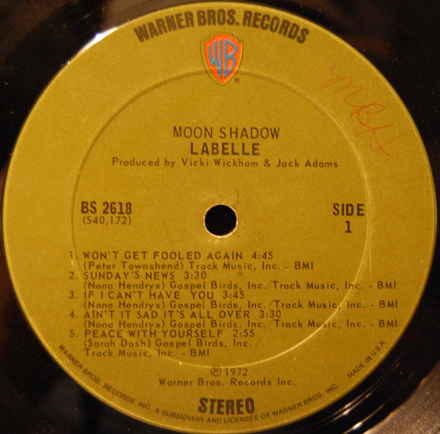 WARNER BROS. RECORDS
WB
®
MOON SHADOW
LABELLE
Produced by Vicki Wickham & Jack Adams
BS 2618
(S40,172)
SIDE
1
1. WON'T GET FOOLED AGAIN 4:45
(Peter Townshend) Track Music, Inc. - BMI
2. SUNDAY'S NEWS 3:30
(Nona Hendryx) Gospel Birds, Inc./Track Music, Inc. - BMI
3. IF I CAN'T HAVE YOU 3:45
(Nona Hendryx) Gospel Birds, Inc./Track Music, Inc. - BMI
4. AIN'T IT SAD IT'S ALL OVER 3:30
(Nona Hendryx) Gospel Birds, Inc./Track Music, Inc. - BMI
5. PEACE WITH YOURSELF 2:55
(Sarah Dash) Gospel Birds, Inc. -
Track Music, Inc. - BMI
℗ 1972
Warner Bros. Records Inc.
STEREO
WARNER BROS. RECORDS INC. A SUBSIDIARY AND LICENSEE OF WARNER BROS. INC. MADE IN U.S.A.